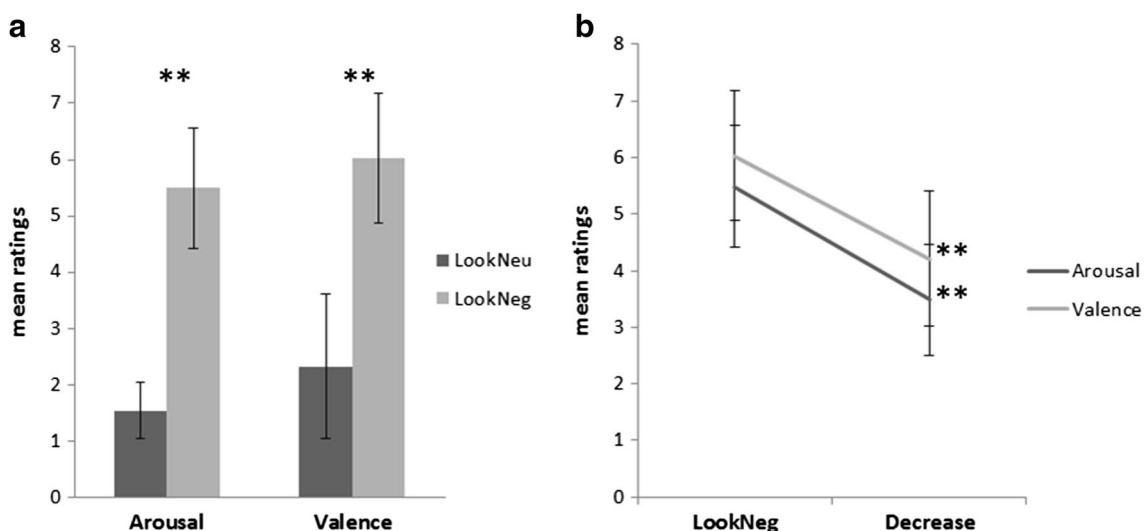 a
8
7
6
5
4
3
2
1
0
mean ratings
** **
Arousal Valence
LookNeu
LookNeg
b
8
7
6
5
4
3
2
1
0
mean ratings
**
**
LookNeg Decrease
Arousal
Valence